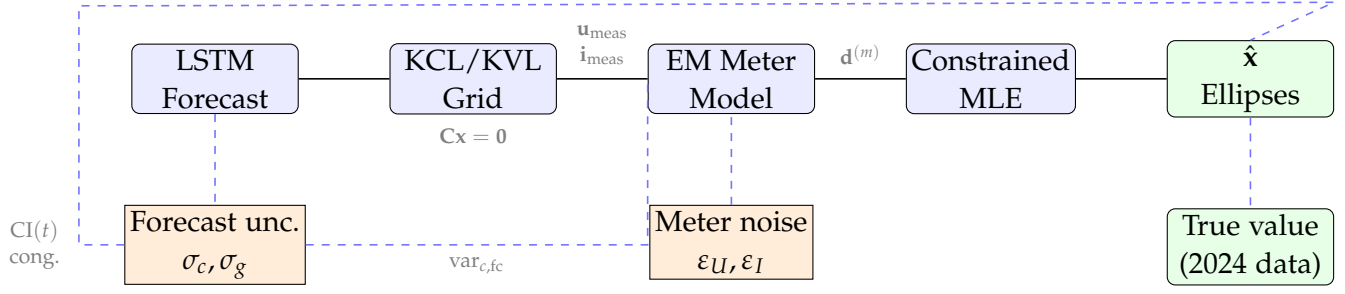 LSTM
Forecast
KCL/KVL
Grid
𝐂𝐱 = 𝟎
𝐮_meas
𝐢_meas
EM Meter
Model
𝐝^(m)
Constrained
MLE
𝐱̂
Ellipses
CI(t)
cong.
Forecast unc.
σ_c, σ_g
var_c,fc
Meter noise
ε_U, ε_I
True value
(2024 data)